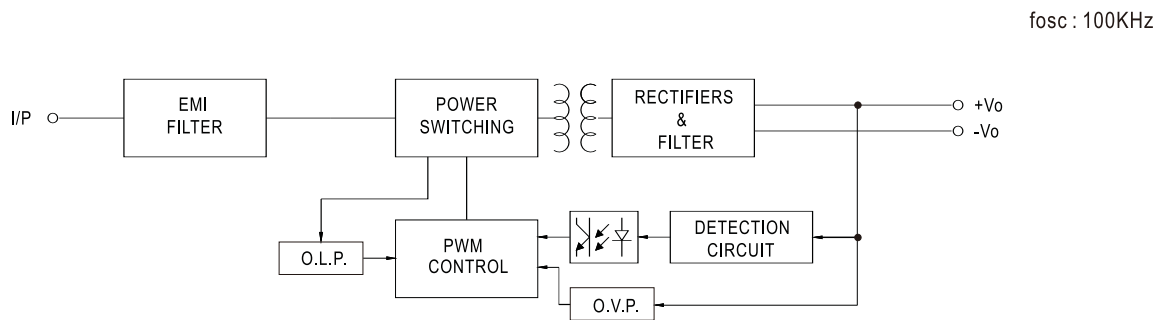 fosc : 100KHz
I/P
EMI
FILTER
POWER
SWITCHING
RECTIFIERS
&
FILTER
+Vo
-Vo
O.L.P.
PWM
CONTROL
DETECTION
CIRCUIT
O.V.P.